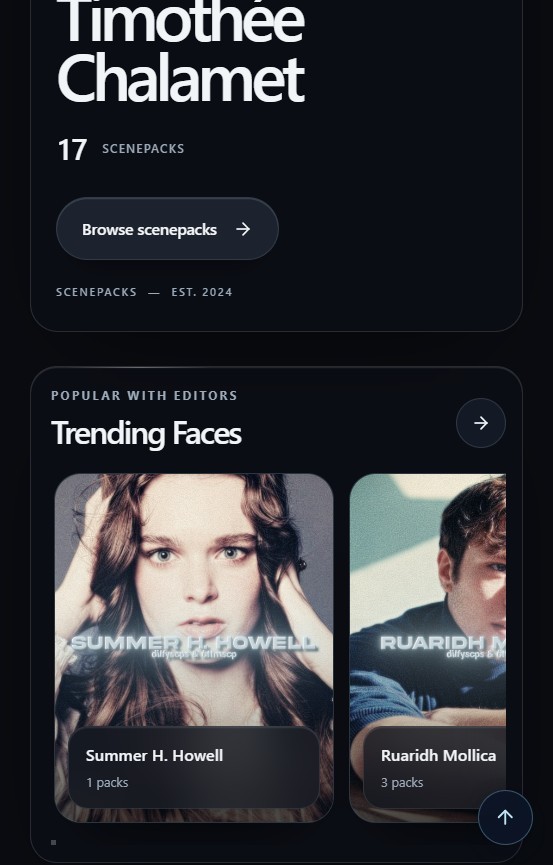 Timothée
Chalamet
17 SCENEPACKS
Browse scenepacks
SCENEPACKS — EST. 2024
POPULAR WITH EDITORS
Trending Faces
SUMMER H. HOWELL
Summer H. Howell
1 packs
RUARIDH M
Ruaridh Mollica
3 packs